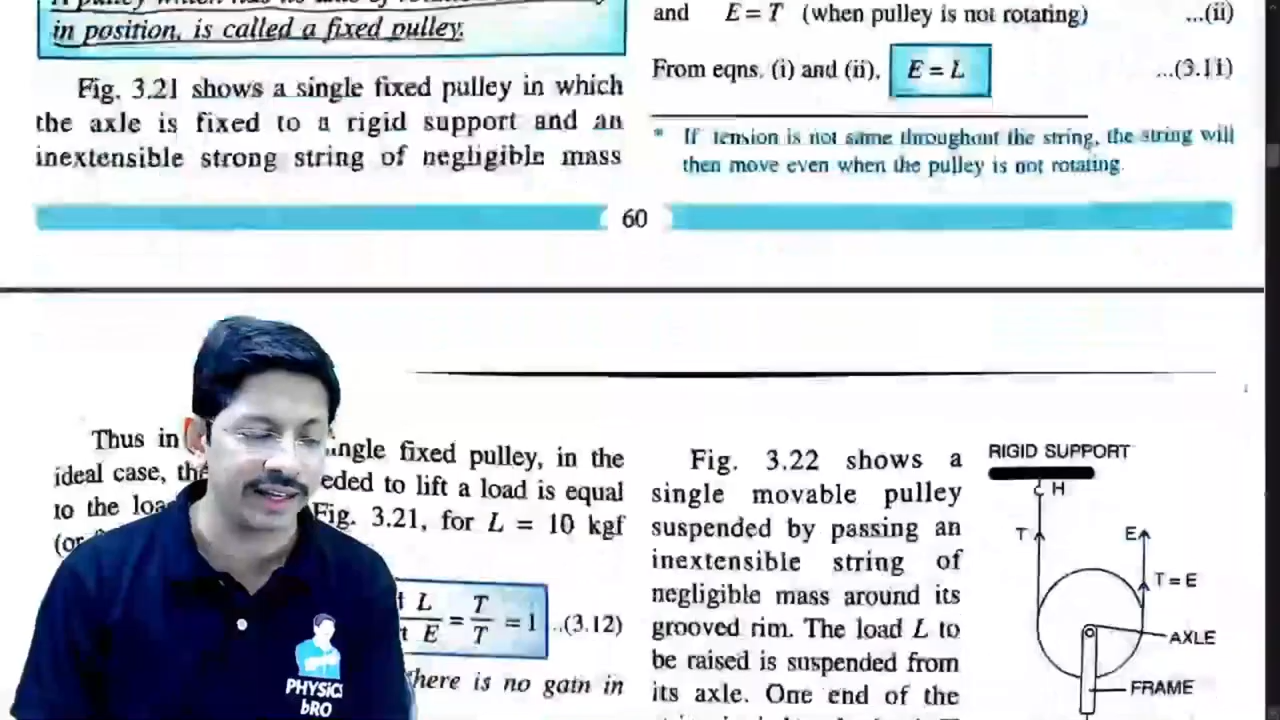 in position, is called a fixed pulley.
Fig. 3.21 shows a single fixed pulley in which
the axle is fixed to a rigid support and an
inextensible strong string of negligible mass
and E = T (when pulley is not rotating) ...(ii)
From eqns. (i) and (ii), E = L ...(3.11)
* If tension is not same throughout the string, the string will
then move even when the pulley is not rotating.
60
Thus in single fixed pulley, in the
ideal case, the needed to lift a load is equal
to the load Fig. 3.21, for L = 10 kgf
(or
L/E = T/T = 1 ...(3.12)
there is no gain in
Fig. 3.22 shows a
single movable pulley
suspended by passing an
inextensible string of
negligible mass around its
grooved rim. The load L to
be raised is suspended from
its axle. One end of the
RIGID SUPPORT
H
T
E
T = E
AXLE
FRAME
PHYSICS
bRO